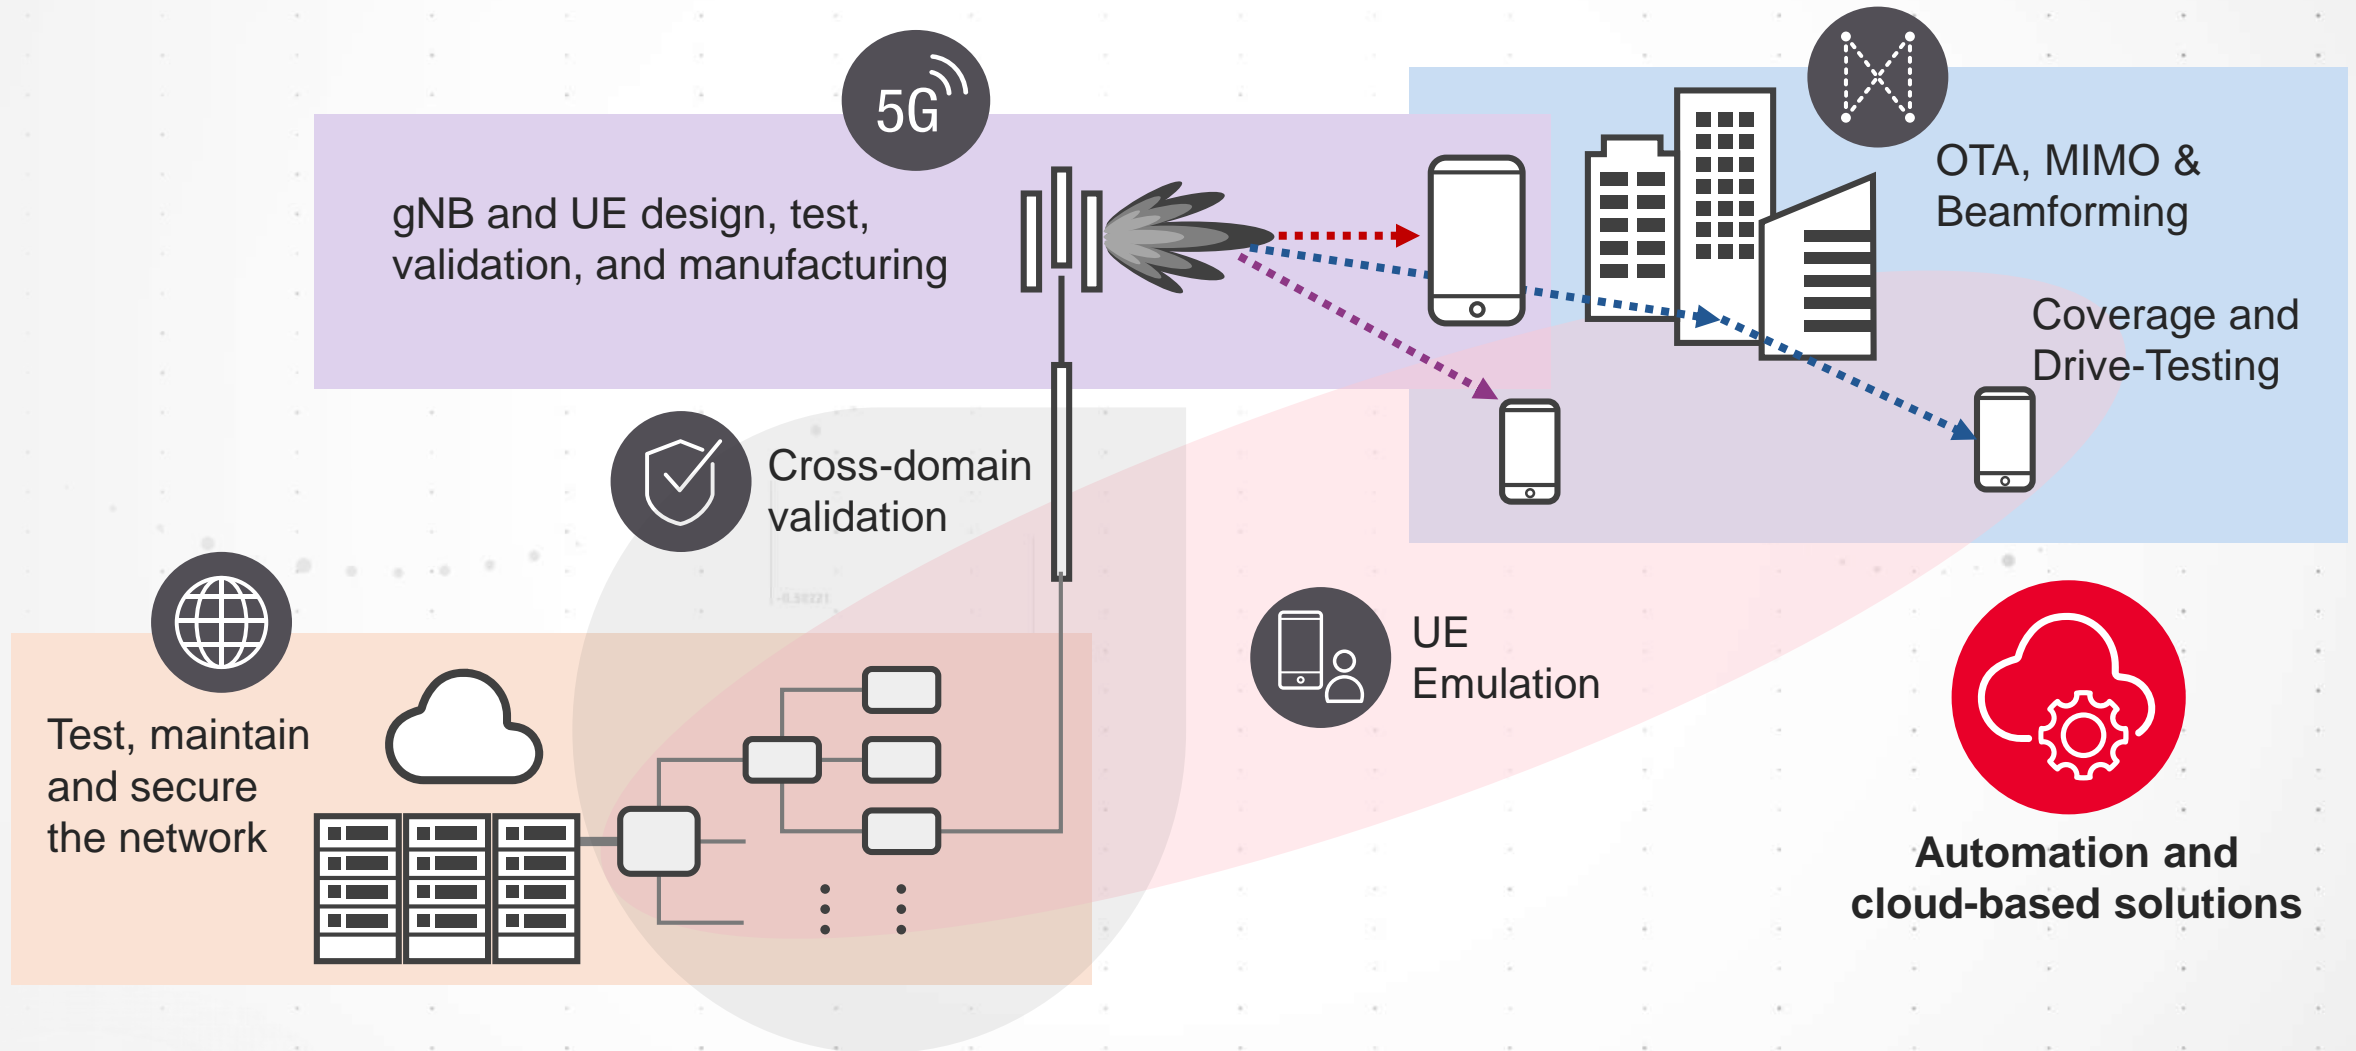 5G
gNB and UE design, test,
validation, and manufacturing
OTA, MIMO &
Beamforming
Coverage and
Drive-Testing
Cross-domain
validation
UE
Emulation
Test, maintain
and secure
the network
Automation and
cloud-based solutions